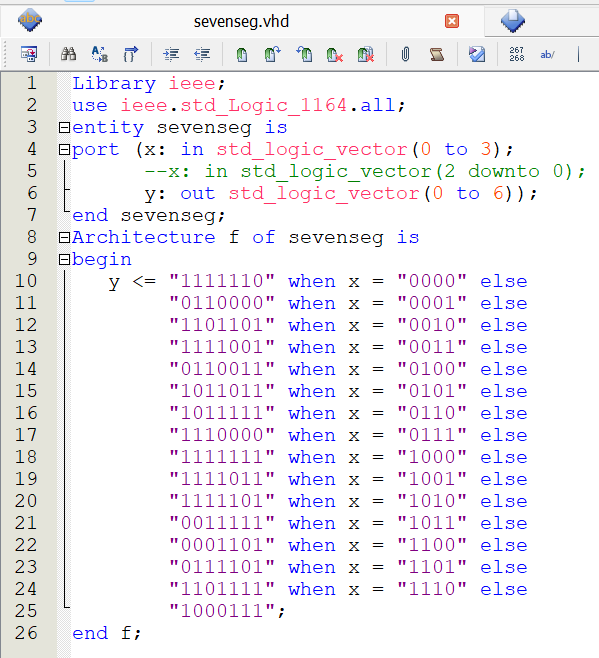 abc
sevenseg.vhd
267
268
ab/
1 Library ieee;
2 use ieee.std_Logic_1164.all;
3 entity sevenseg is
4 port (x: in std_logic_vector(0 to 3);
5 --x: in std_logic_vector(2 downto 0);
6 y: out std_logic_vector(0 to 6));
7 end sevenseg;
8 Architecture f of sevenseg is
9 begin
10 y <= "1111110" when x = "0000" else
11 "0110000" when x = "0001" else
12 "1101101" when x = "0010" else
13 "1111001" when x = "0011" else
14 "0110011" when x = "0100" else
15 "1011011" when x = "0101" else
16 "1011111" when x = "0110" else
17 "1110000" when x = "0111" else
18 "1111111" when x = "1000" else
19 "1111011" when x = "1001" else
20 "1111101" when x = "1010" else
21 "0011111" when x = "1011" else
22 "0001101" when x = "1100" else
23 "0111101" when x = "1101" else
24 "1101111" when x = "1110" else
25 "1000111";
26 end f;